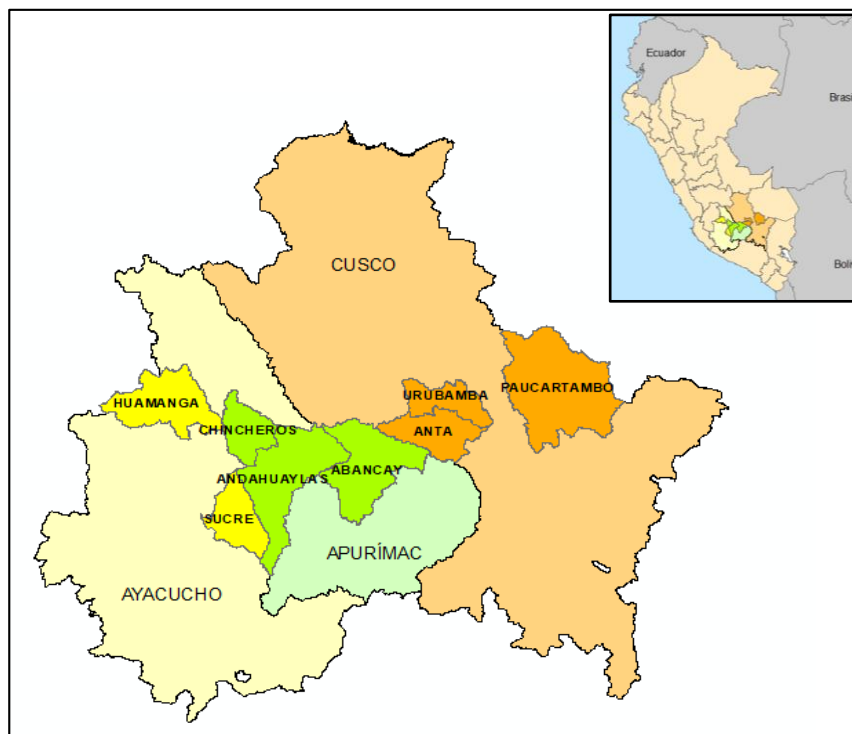 Ecuador
Brasi
Boli
CUSCO
PAUCARTAMBO
URUBAMBA
HUAMANGA
CHINCHEROS
ANTA
ABANCAY
ANDAHUAYLAS
SUCRE
APURÍMAC
AYACUCHO